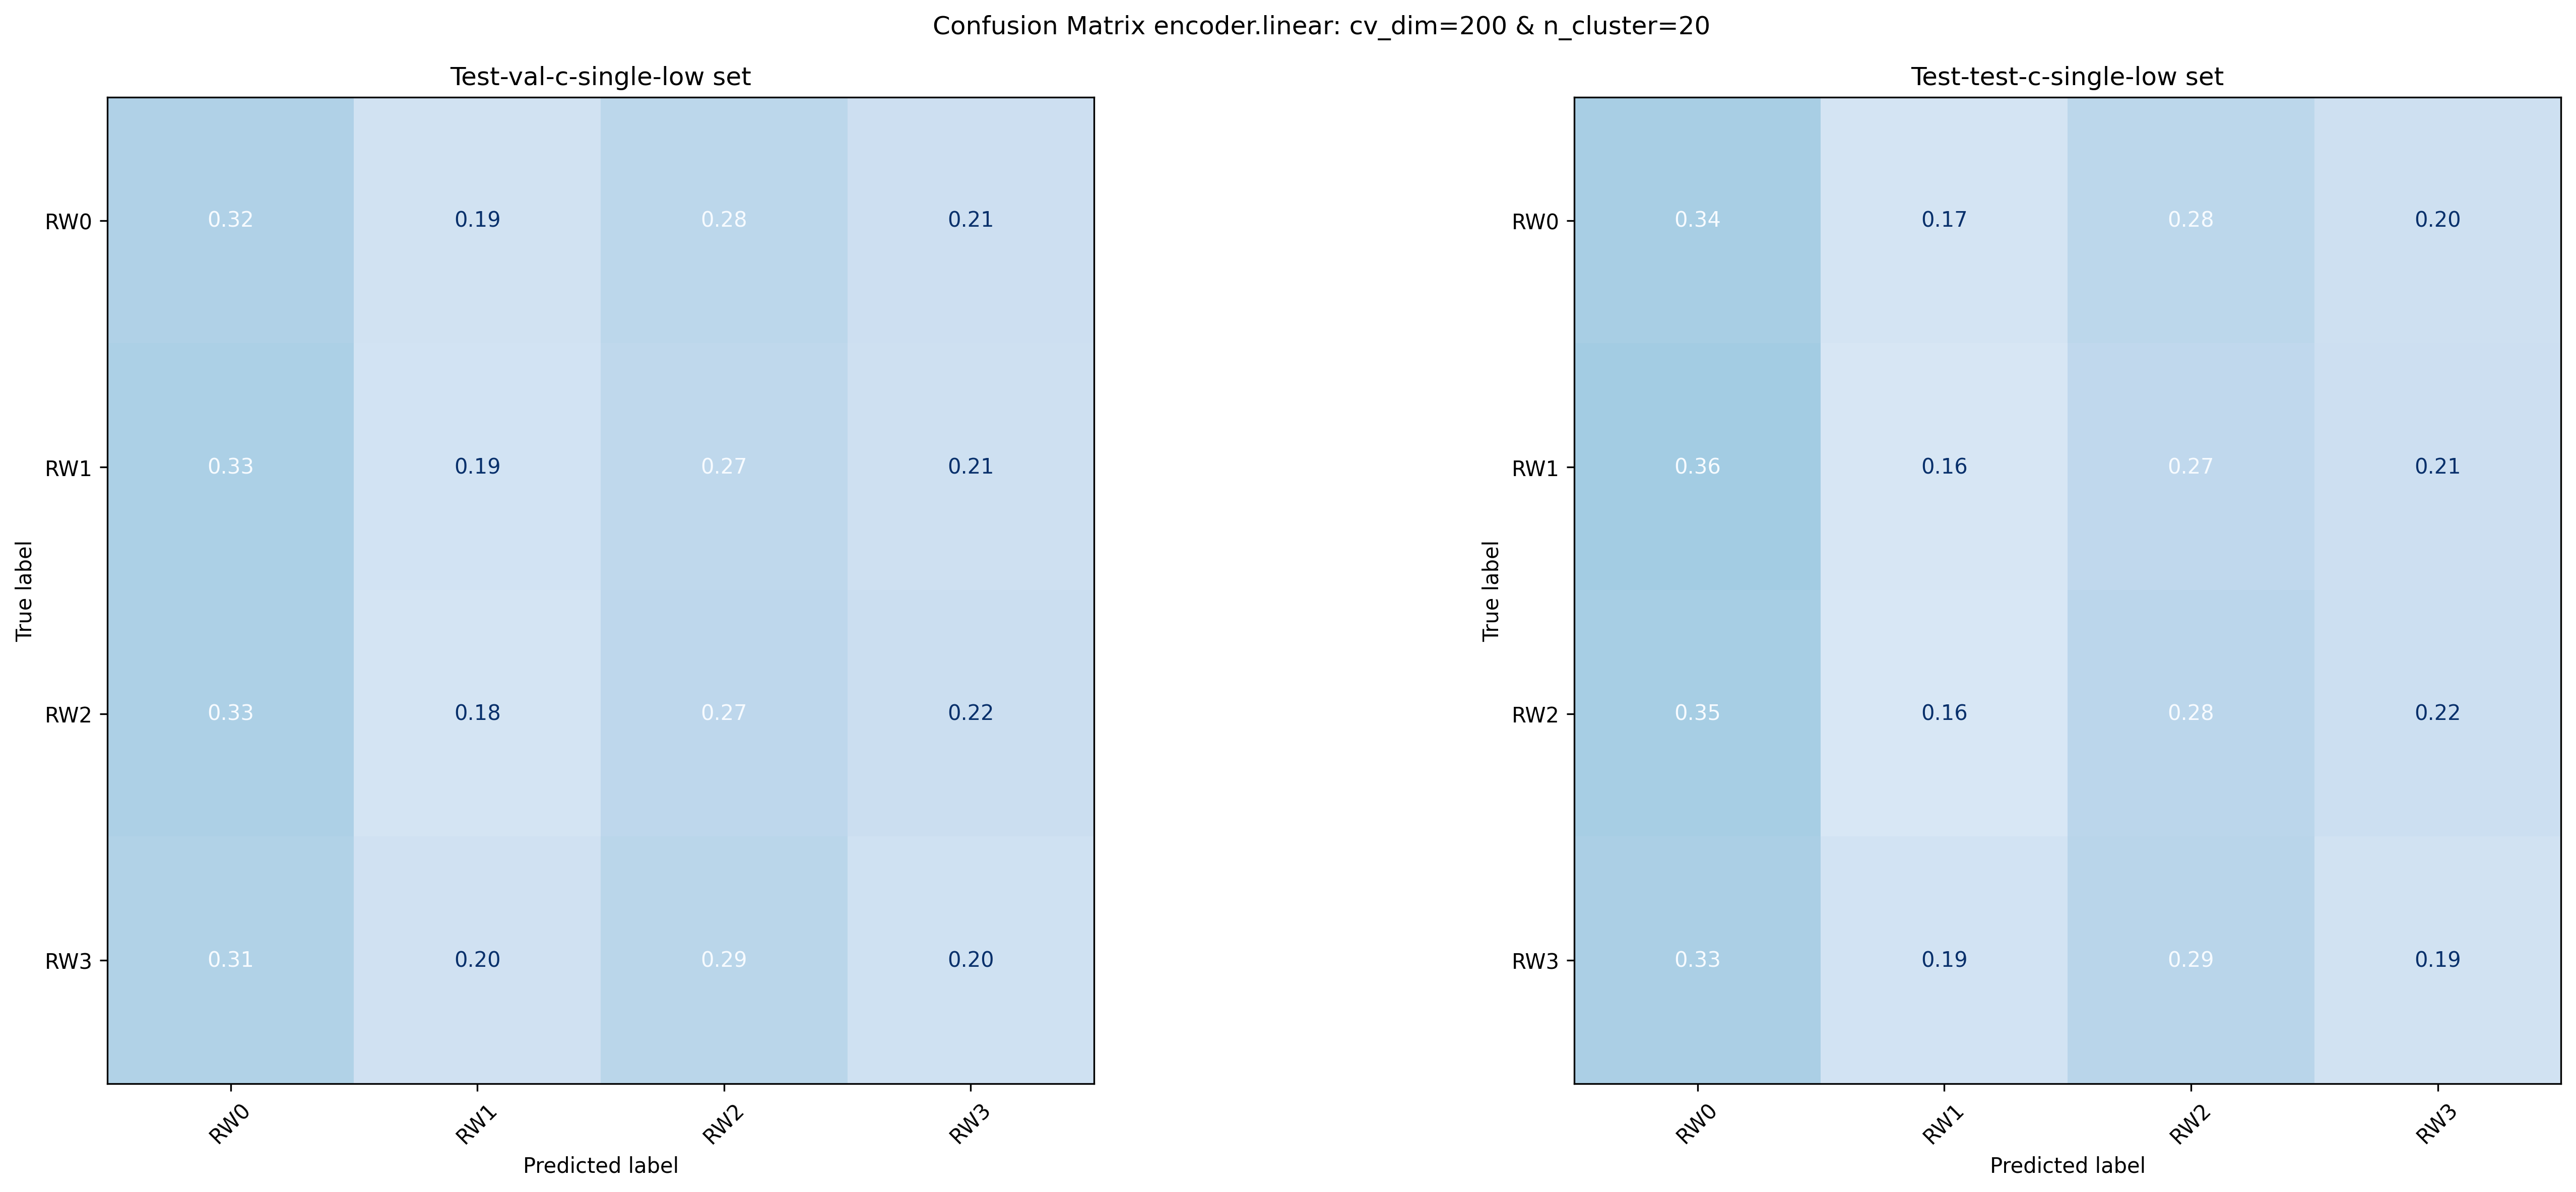 Confusion Matrix encoder.linear: cv_dim=200 & n_cluster=20
Test-val-c-single-low set
True label
RW0 0.32 0.19 0.28 0.21
RW1 0.33 0.19 0.27 0.21
RW2 0.33 0.18 0.27 0.22
RW3 0.31 0.20 0.29 0.20
RW0 RW1 RW2 RW3
Predicted label
Test-test-c-single-low set
True label
RW0 0.34 0.17 0.28 0.20
RW1 0.36 0.16 0.27 0.21
RW2 0.35 0.16 0.28 0.22
RW3 0.33 0.19 0.29 0.19
RW0 RW1 RW2 RW3
Predicted label